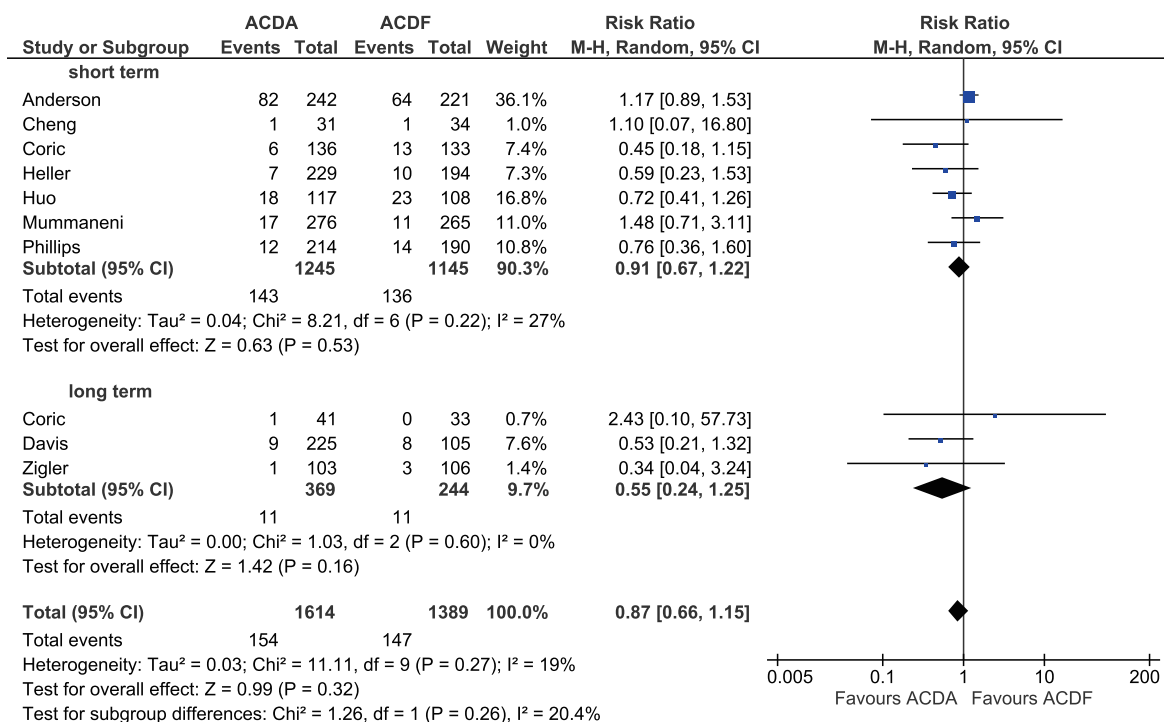 ACDA ACDF Risk Ratio Risk Ratio
Study or Subgroup Events Total Events Total Weight M-H, Random, 95% CI M-H, Random, 95% CI
short term
Anderson 82 242 64 221 36.1% 1.17 [0.89, 1.53]
Cheng 1 31 1 34 1.0% 1.10 [0.07, 16.80]
Coric 6 136 13 133 7.4% 0.45 [0.18, 1.15]
Heller 7 229 10 194 7.3% 0.59 [0.23, 1.53]
Huo 18 117 23 108 16.8% 0.72 [0.41, 1.26]
Mummaneni 17 276 11 265 11.0% 1.48 [0.71, 3.11]
Phillips 12 214 14 190 10.8% 0.76 [0.36, 1.60]
Subtotal (95% CI) 1245 1145 90.3% 0.91 [0.67, 1.22]
Total events 143 136
Heterogeneity: Tau² = 0.04; Chi² = 8.21, df = 6 (P = 0.22); I² = 27%
Test for overall effect: Z = 0.63 (P = 0.53)
long term
Coric 1 41 0 33 0.7% 2.43 [0.10, 57.73]
Davis 9 225 8 105 7.6% 0.53 [0.21, 1.32]
Zigler 1 103 3 106 1.4% 0.34 [0.04, 3.24]
Subtotal (95% CI) 369 244 9.7% 0.55 [0.24, 1.25]
Total events 11 11
Heterogeneity: Tau² = 0.00; Chi² = 1.03, df = 2 (P = 0.60); I² = 0%
Test for overall effect: Z = 1.42 (P = 0.16)
Total (95% CI) 1614 1389 100.0% 0.87 [0.66, 1.15]
Total events 154 147
Heterogeneity: Tau² = 0.03; Chi² = 11.11, df = 9 (P = 0.27); I² = 19%
Test for overall effect: Z = 0.99 (P = 0.32)
Test for subgroup differences: Chi² = 1.26, df = 1 (P = 0.26), I² = 20.4%
0.005 0.1 1 10 200
Favours ACDA Favours ACDF